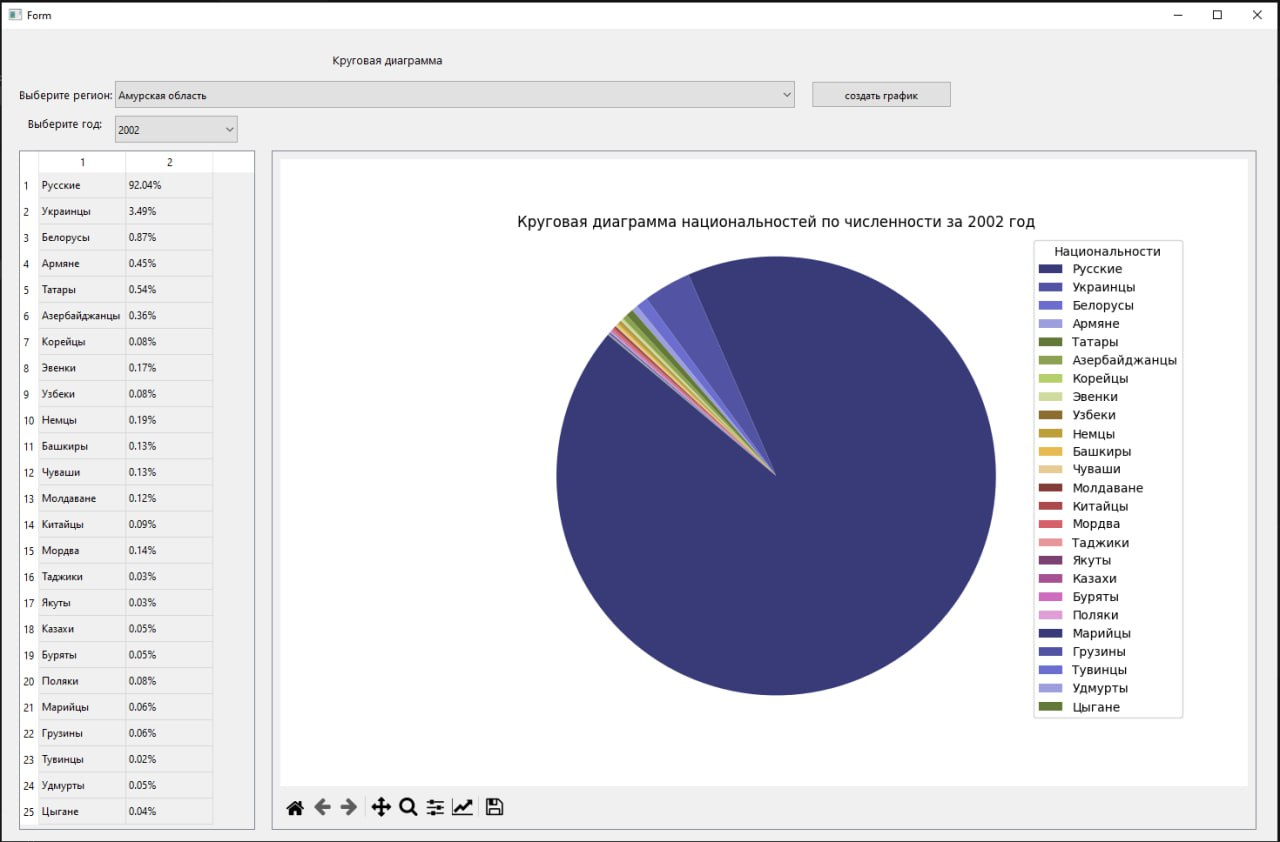 Form
Круговая диаграмма
Выберите регион: Амурская область создать график
Выберите год: 2002
1 2
1 Русские 92.04%
2 Украинцы 3.49%
3 Белорусы 0.87%
4 Армяне 0.45%
5 Татары 0.54%
6 Азербайджанцы 0.36%
7 Корейцы 0.08%
8 Эвенки 0.17%
9 Узбеки 0.08%
10 Немцы 0.19%
11 Башкиры 0.13%
12 Чуваши 0.13%
13 Молдаване 0.12%
14 Китайцы 0.09%
15 Мордва 0.14%
16 Таджики 0.03%
17 Якуты 0.03%
18 Казахи 0.05%
19 Буряты 0.05%
20 Поляки 0.08%
21 Марийцы 0.06%
22 Грузины 0.06%
23 Тувинцы 0.02%
24 Удмурты 0.05%
25 Цыгане 0.04%
Круговая диаграмма национальностей по численности за 2002 год
Национальности
Русские
Украинцы
Белорусы
Армяне
Татары
Азербайджанцы
Корейцы
Эвенки
Узбеки
Немцы
Башкиры
Чуваши
Молдаване
Китайцы
Мордва
Таджики
Якуты
Казахи
Буряты
Поляки
Марийцы
Грузины
Тувинцы
Удмурты
Цыгане